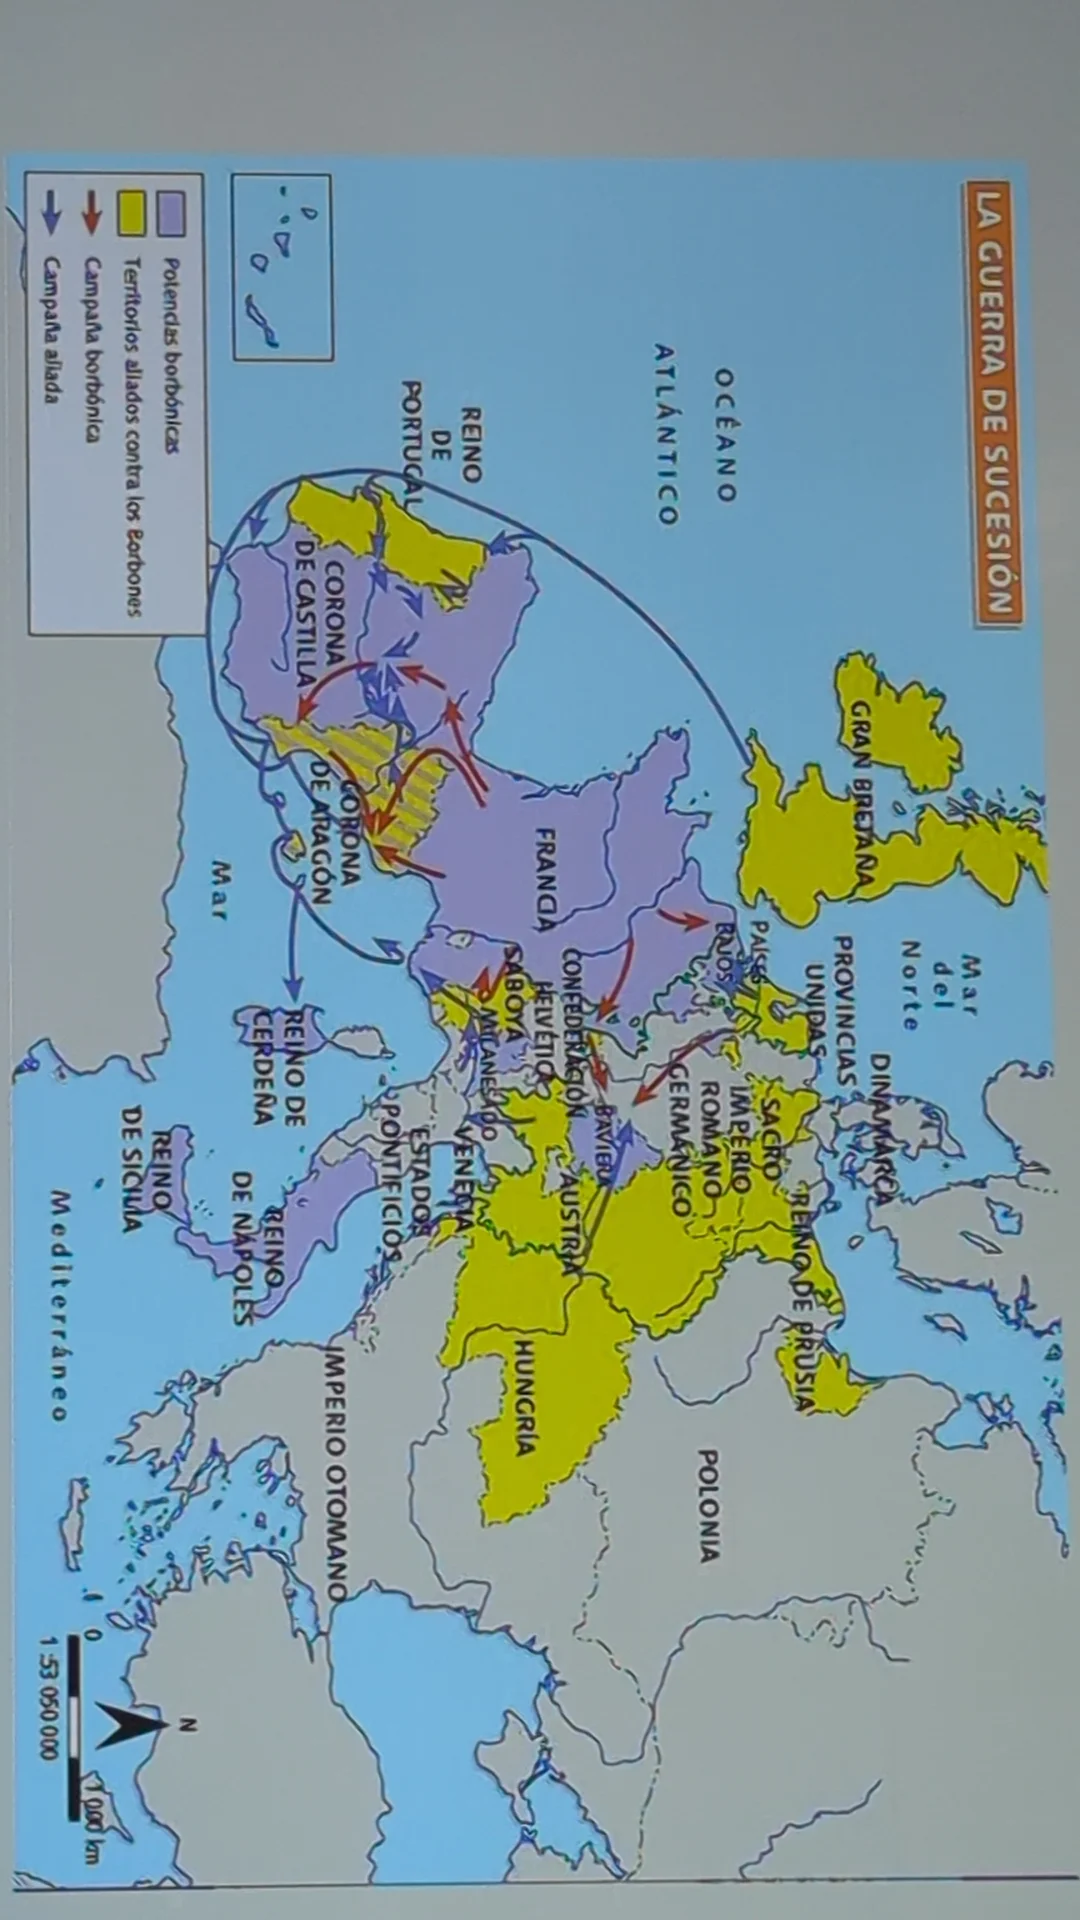 LA GUERRA DE SUCESIÓN
Mar
del
Norte
GRAN BRETAÑA
DINAMARCA
PROVINCIAS
UNIDAS
REINO DE PRUSIA
PAÍSES
BAJOS
SACRO
IMPERIO
ROMANO
GERMÁNICO
POLONIA
OCÉANO
ATLÁNTICO
FRANCIA
CONFEDERACIÓN
HELVÉTICA
BAVIERA
AUSTRIA
HUNGRÍA
SABOYA
MILANESADO
VENECIA
ESTADOS
PONTIFICIOS
REINO
DE
PORTUGAL
CORONA
DE CASTILLA
CORONA
DE ARAGÓN
REINO DE
CERDEÑA
REINO
DE NÁPOLES
REINO
DE SICILIA
IMPERIO OTOMANO
Mar
Mediterráneo
Potencias borbónicas
Territorios aliados contra los Borbones
Campaña borbónica
Campaña aliada
N
0 1 000 km
1:53 050 000